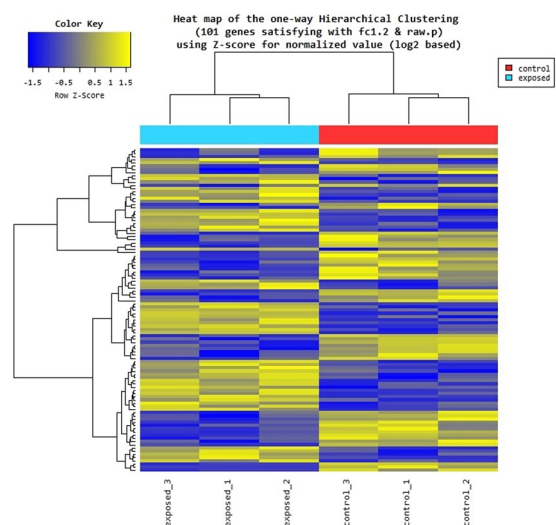 Heat map of the one-way Hierarchical Clustering
(101 genes satisfying with fc1.2 & raw.p)
using Z-score for normalized value (log2 based)
Color Key
-1.5 -0.5 0.5 1 1.5
Row Z-Score
control
exposed
exposed_3
exposed_1
exposed_2
control_3
control_1
control_2